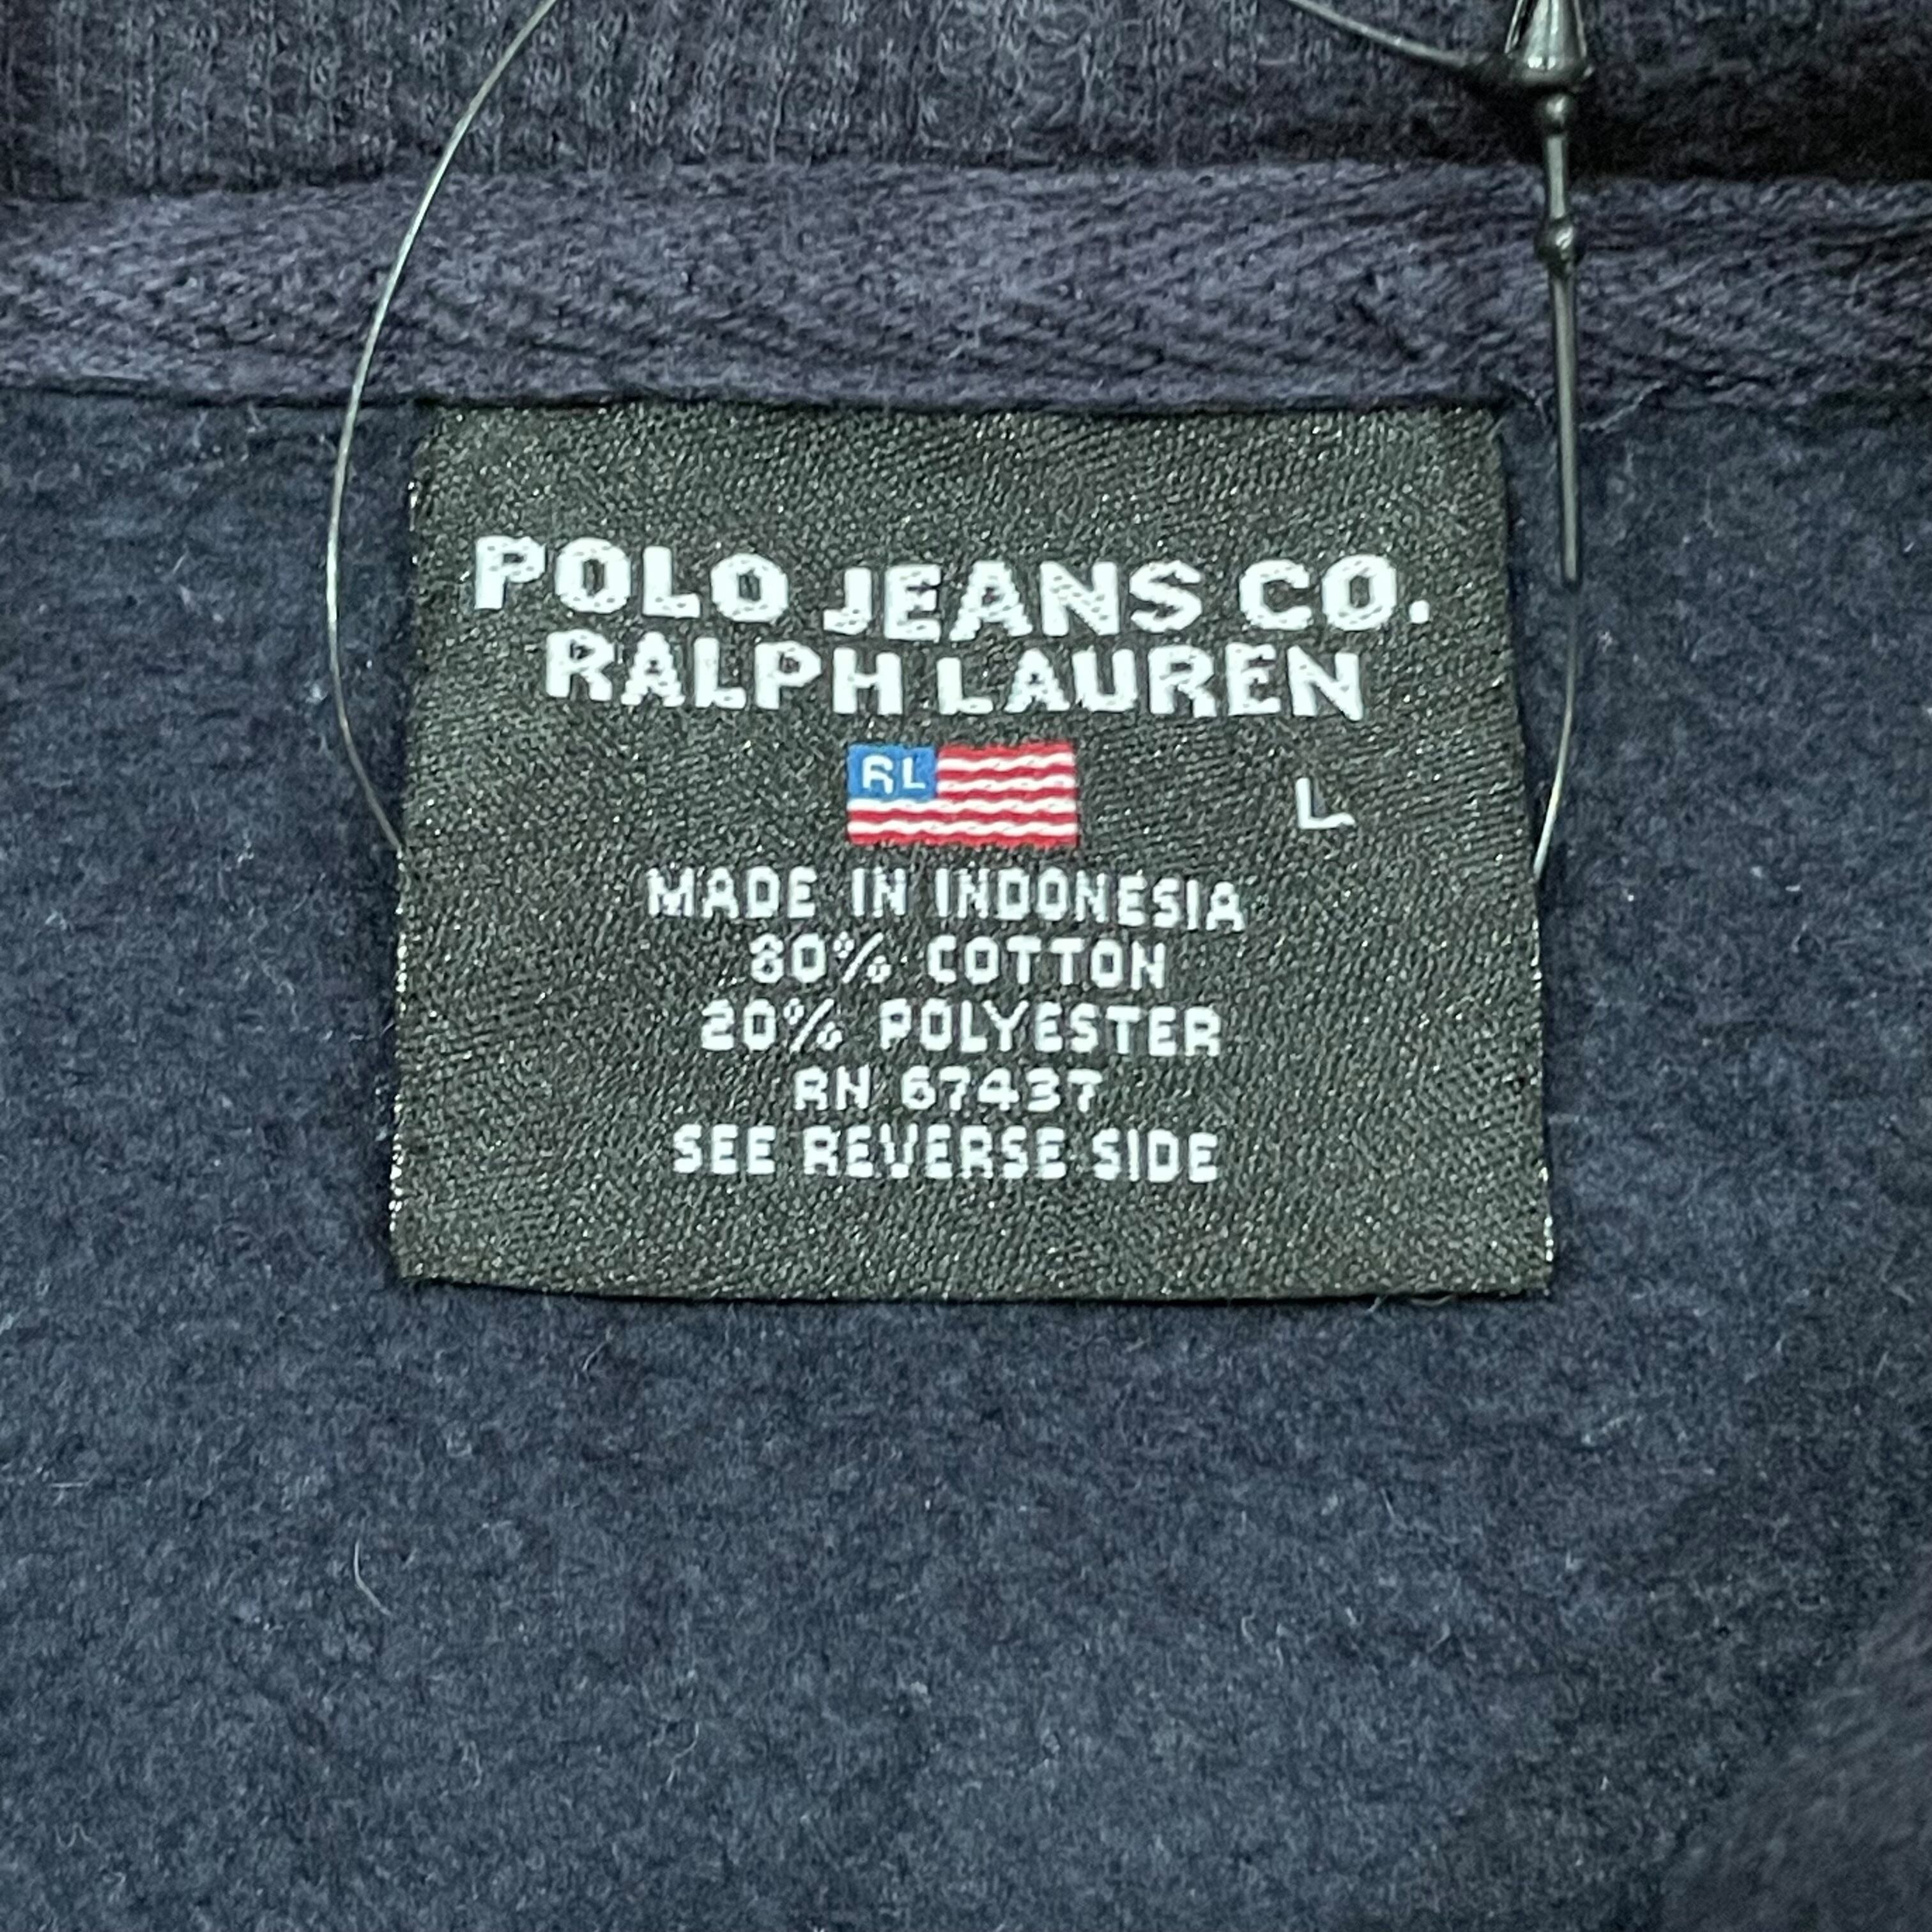 POLO JEANS CO.
RALPH LAUREN
RL
L
MADE IN INDONESIA
80% COTTON
20% POLYESTER
RN 67437
SEE REVERSE SIDE